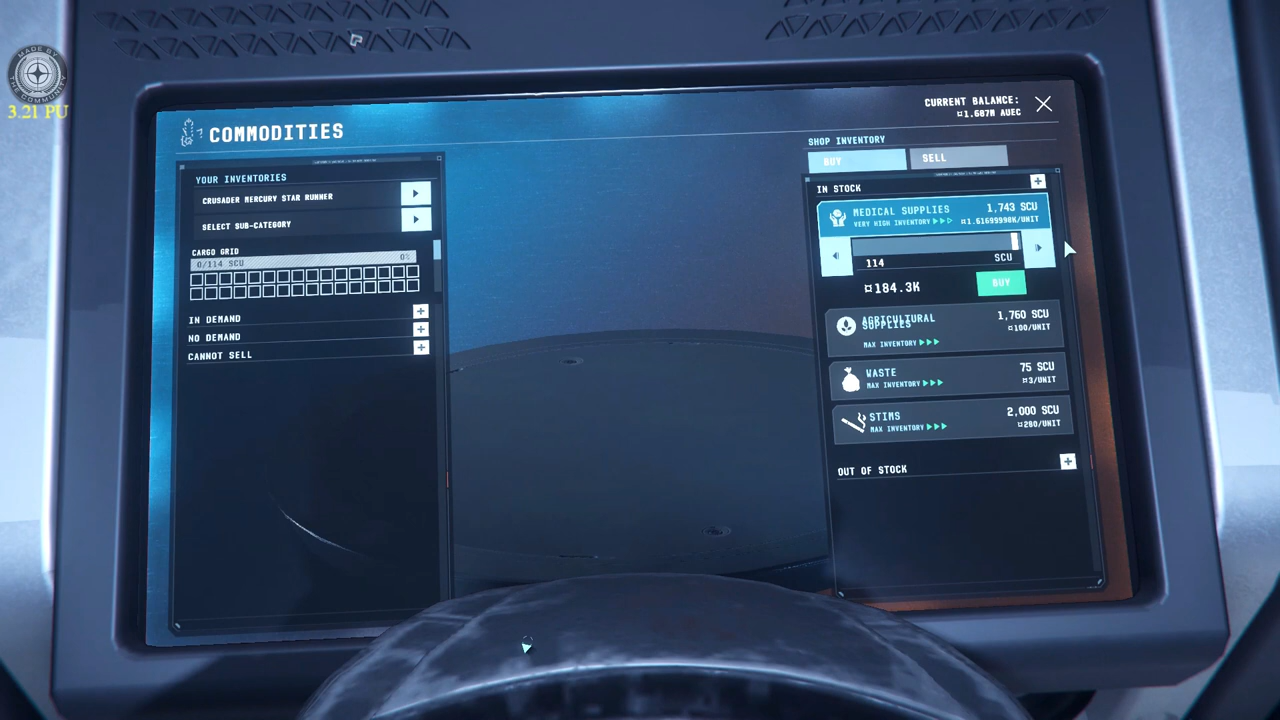 MADE BY
THE COMMUNITY
3.21 PU
COMMODITIES
CURRENT BALANCE:
¤1.687M AUEC
YOUR INVENTORIES
CRUSADER MERCURY STAR RUNNER
SELECT SUB-CATEGORY
CARGO GRID
0/114 SCU
0%
IN DEMAND
NO DEMAND
CANNOT SELL
SHOP INVENTORY
BUY
SELL
IN STOCK
MEDICAL SUPPLIES
1,743 SCU
VERY HIGH INVENTORY
¤1.61699998K/UNIT
114
SCU
¤184.3K
BUY
AGRICULTURAL
SUPPLIES
1,760 SCU
¤100/UNIT
MAX INVENTORY
WASTE
75 SCU
MAX INVENTORY
¤3/UNIT
STIMS
2,000 SCU
MAX INVENTORY
¤280/UNIT
OUT OF STOCK